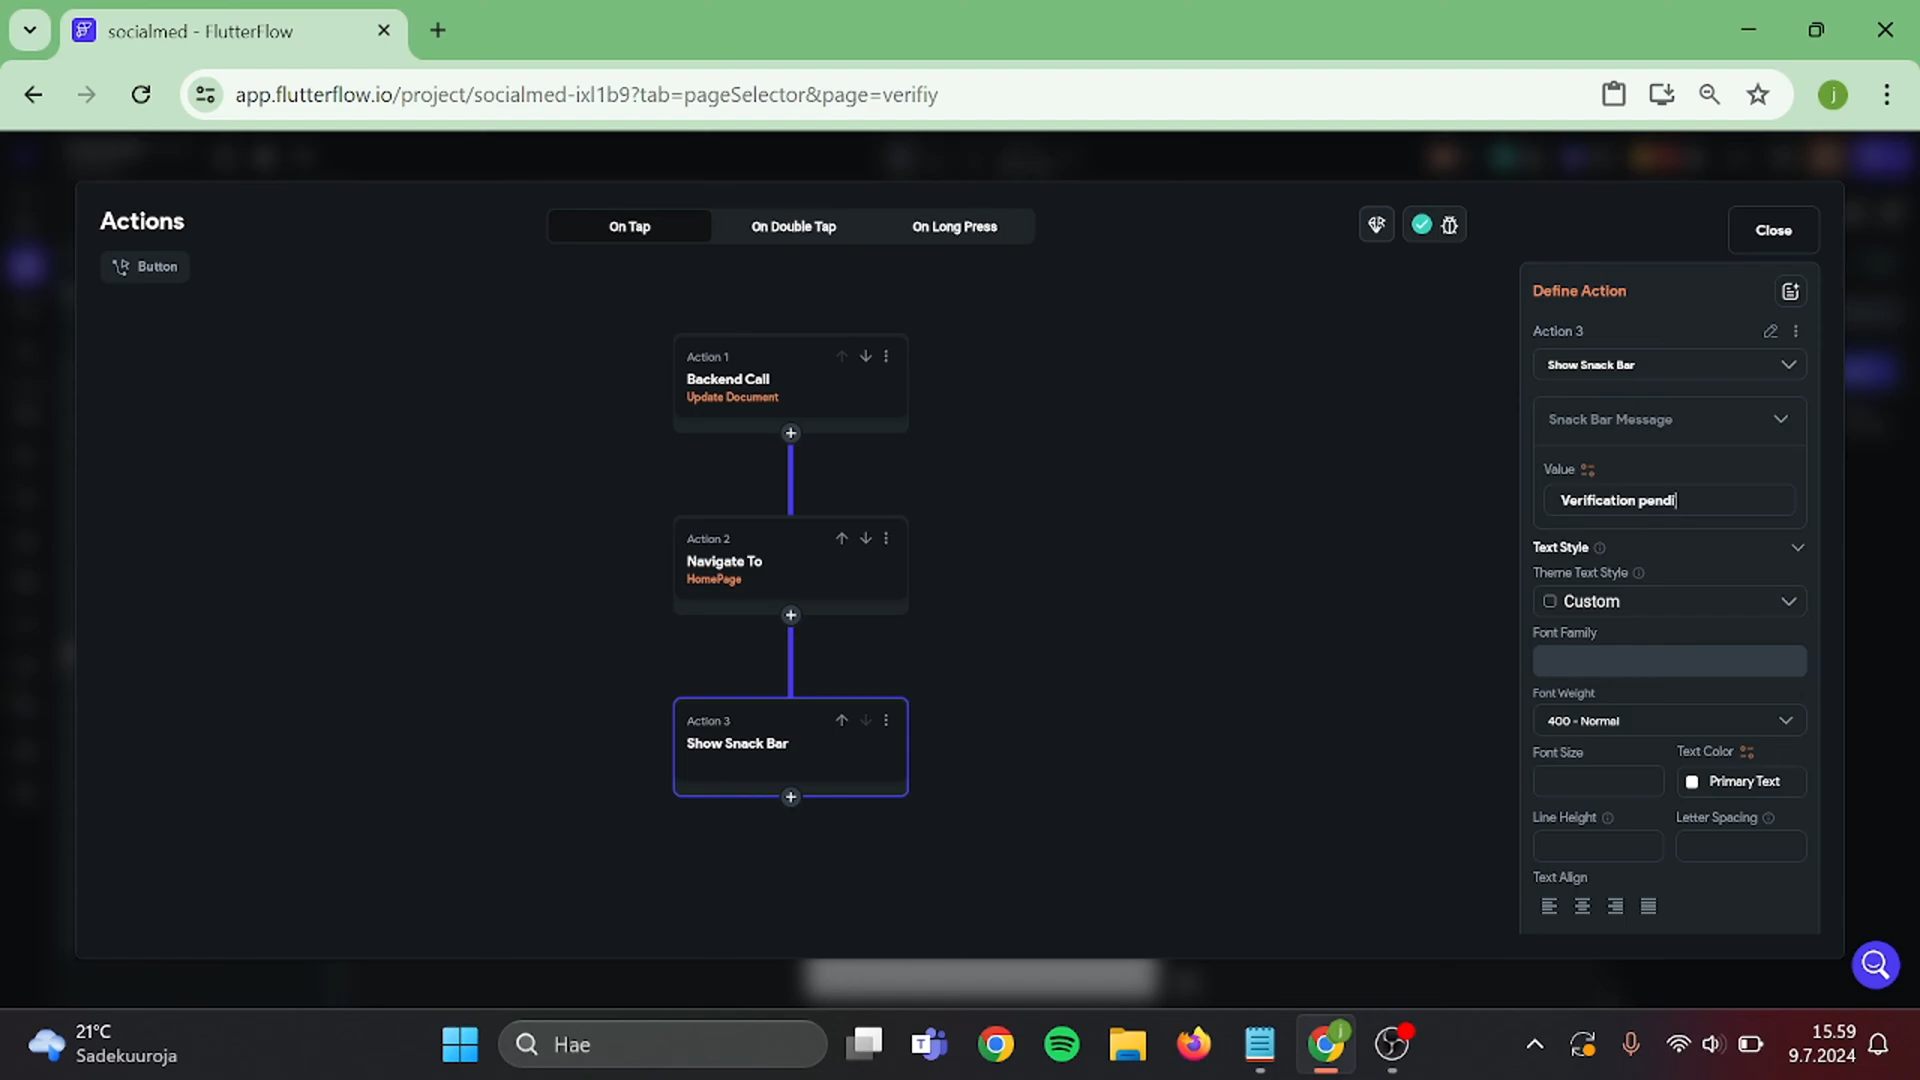 socialmed - FlutterFlow
app.flutterflow.io/project/socialmed-ixl1b9?tab=pageSelector&page=verifiy
j
Actions
On Tap
On Double Tap
On Long Press
Close
Button
Define Action
Action 3
Show Snack Bar
Snack Bar Message
Value
Verification pendi
Text Style
Theme Text Style
Custom
Font Family
Font Weight
400 - Normal
Font Size
Text Color
Primary Text
Line Height
Letter Spacing
Text Align
Action 1
Backend Call
Update Document
Action 2
Navigate To
HomePage
Action 3
Show Snack Bar
21°C
Sadekuuroja
Hae
15.59
9.7.2024